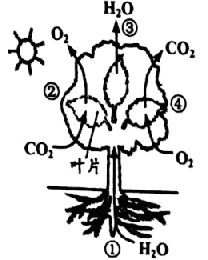 H₂O
③
O₂
CO₂
②
④
叶片
CO₂
O₂
①
H₂O